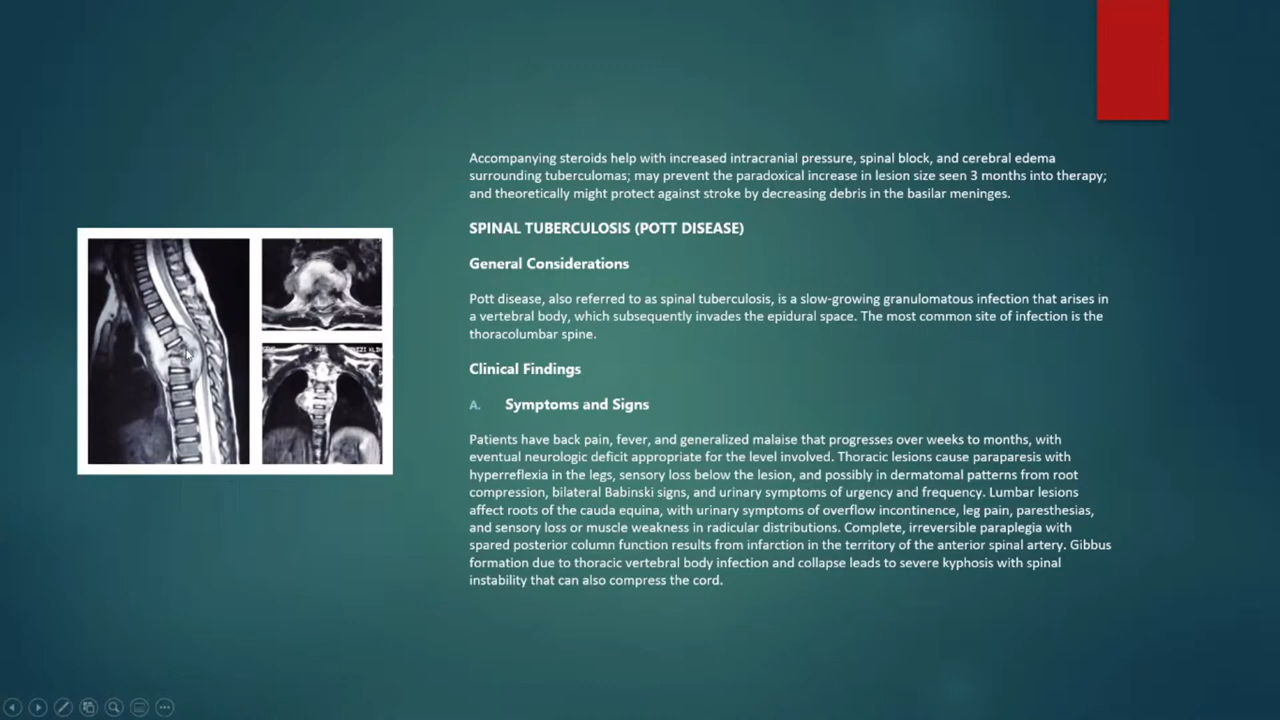 Accompanying steroids help with increased intracranial pressure, spinal block, and cerebral edema
surrounding tuberculomas; may prevent the paradoxical increase in lesion size seen 3 months into therapy;
and theoretically might protect against stroke by decreasing debris in the basilar meninges.
SPINAL TUBERCULOSIS (POTT DISEASE)
General Considerations
Pott disease, also referred to as spinal tuberculosis, is a slow-growing granulomatous infection that arises in
a vertebral body, which subsequently invades the epidural space. The most common site of infection is the
thoracolumbar spine.
Clinical Findings
A. Symptoms and Signs
Patients have back pain, fever, and generalized malaise that progresses over weeks to months, with
eventual neurologic deficit appropriate for the level involved. Thoracic lesions cause paraparesis with
hyperreflexia in the legs, sensory loss below the lesion, and possibly in dermatomal patterns from root
compression, bilateral Babinski signs, and urinary symptoms of urgency and frequency. Lumbar lesions
affect roots of the cauda equina, with urinary symptoms of overflow incontinence, leg pain, paresthesias,
and sensory loss or muscle weakness in radicular distributions. Complete, irreversible paraplegia with
spared posterior column function results from infarction in the territory of the anterior spinal artery. Gibbus
formation due to thoracic vertebral body infection and collapse leads to severe kyphosis with spinal
instability that can also compress the cord.